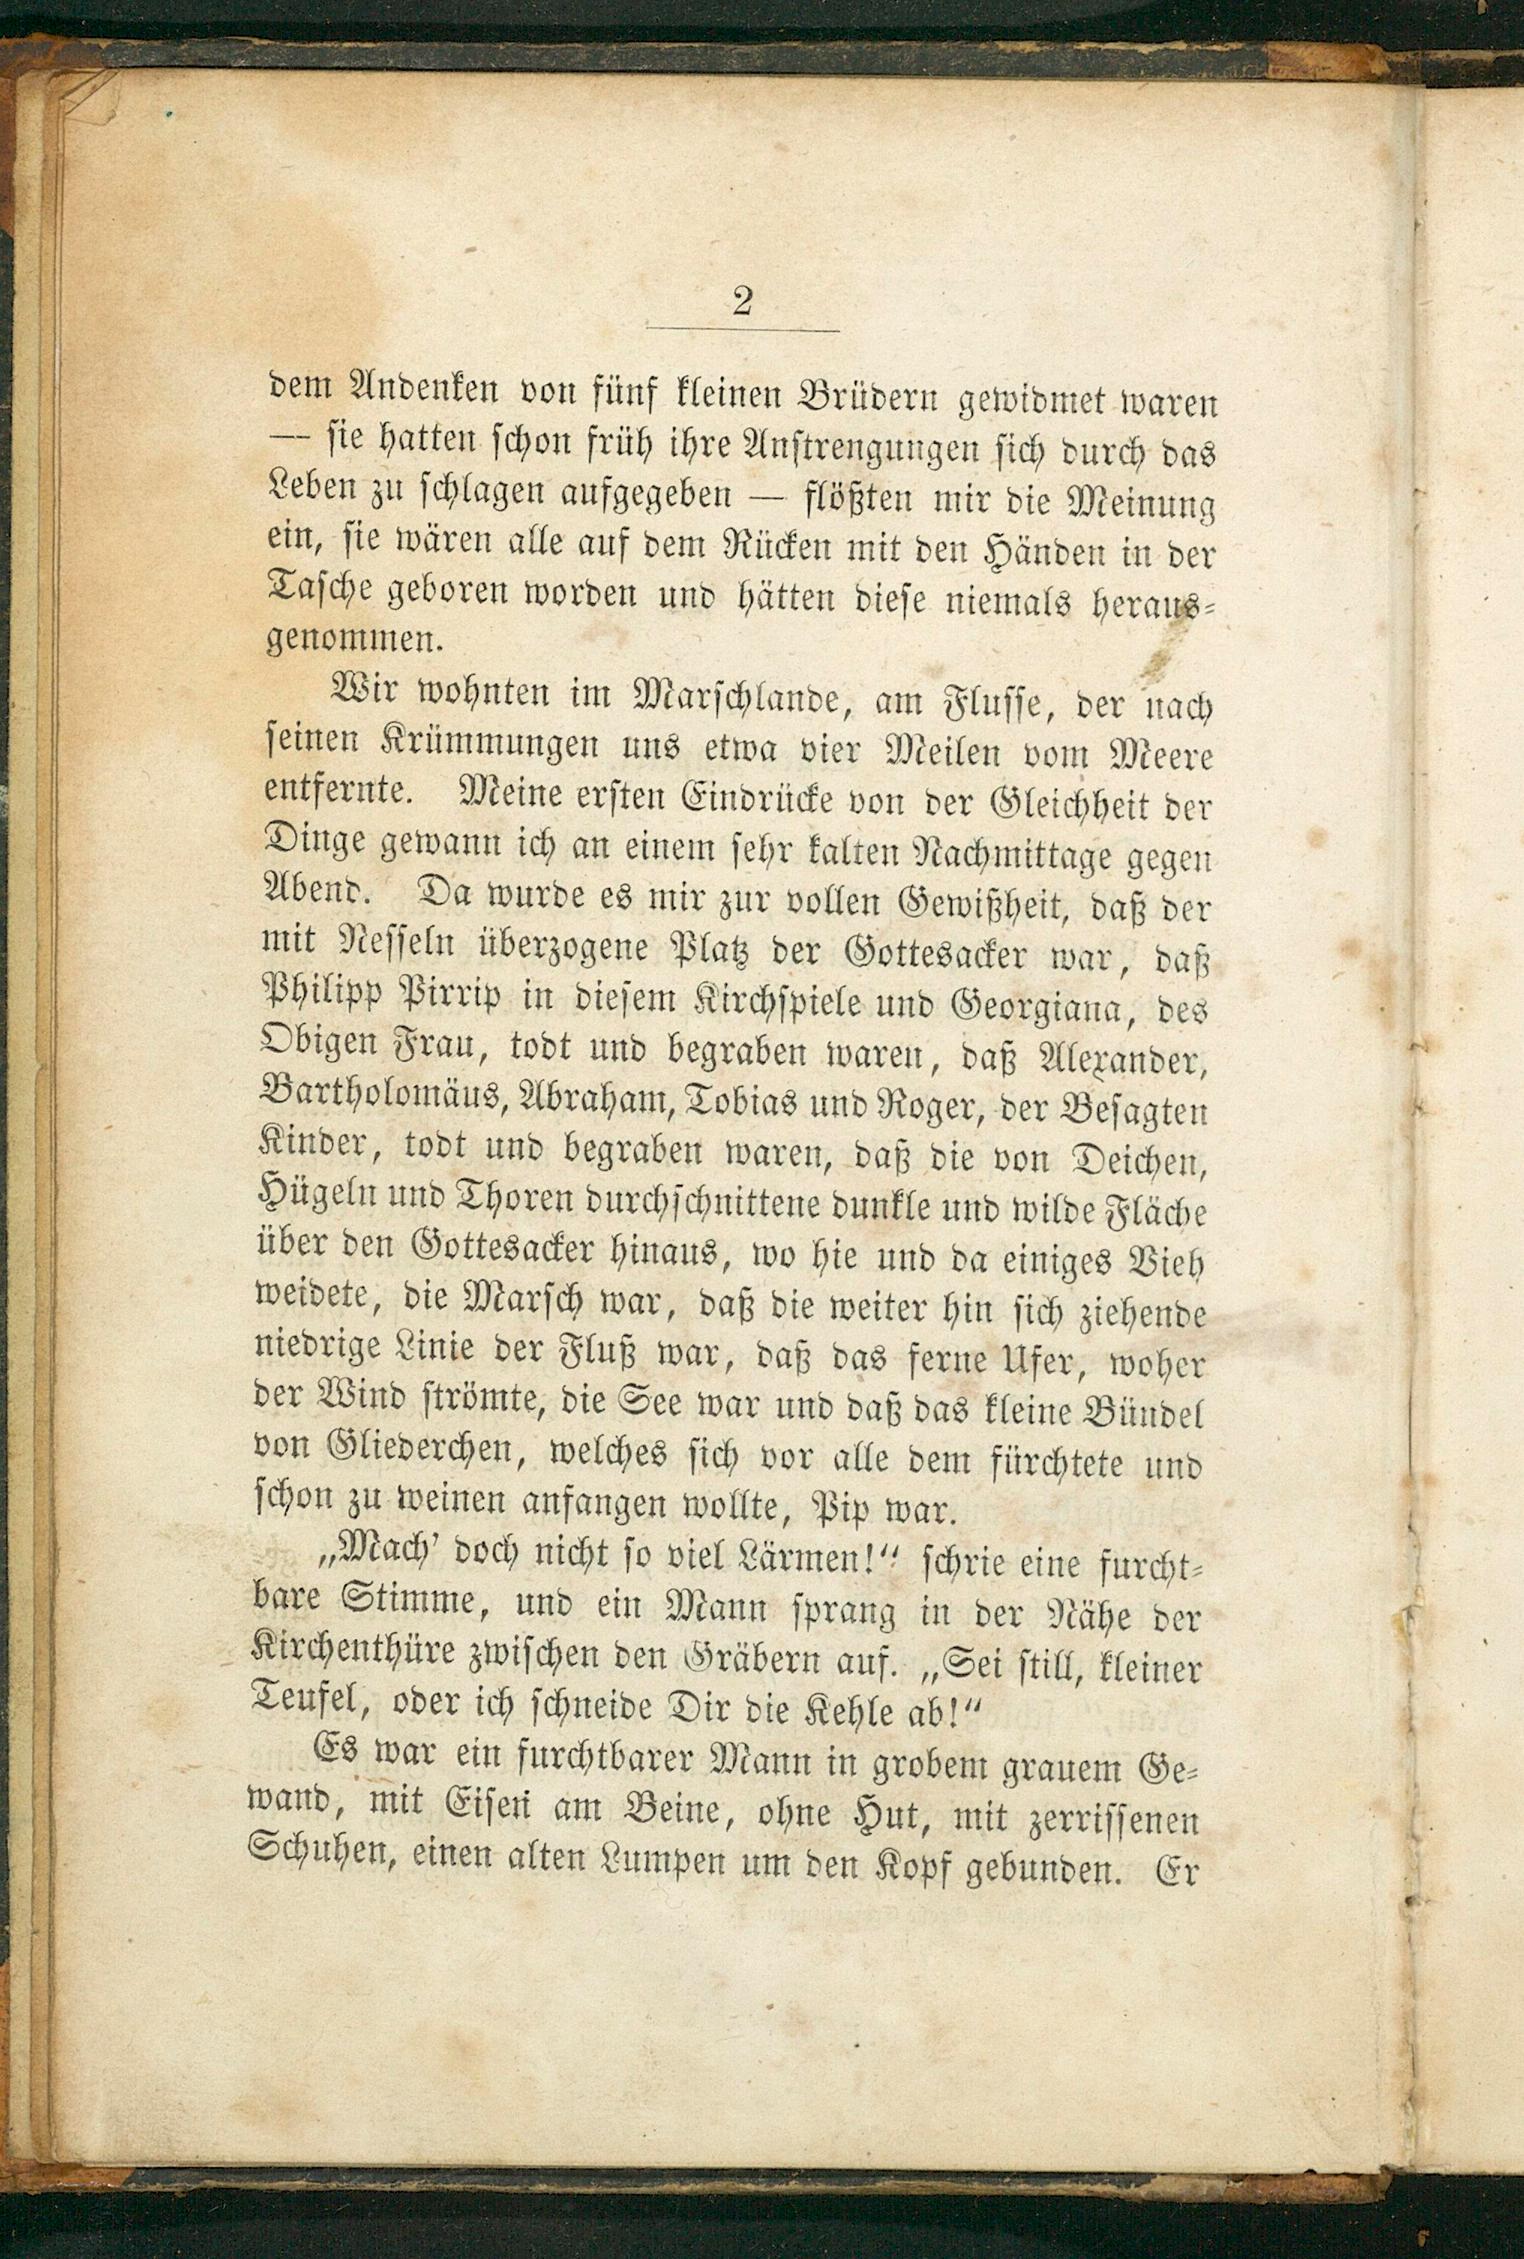 2
dem Andenken von fünf kleinen Brüdern gewidmet waren
— sie hatten schon früh ihre Anstrengungen sich durch das
Leben zu schlagen aufgegeben — flößten mir die Meinung
ein, sie wären alle auf dem Rücken mit den Händen in der
Tasche geboren worden und hätten diese niemals heraus-
genommen.
Wir wohnten im Marschlande, am Flusse, der nach
seinen Krümmungen uns etwa vier Meilen vom Meere
entfernte. Meine ersten Eindrücke von der Gleichheit der
Dinge gewann ich an einem sehr kalten Nachmittage gegen
Abend. Da wurde es mir zur vollen Gewißheit, daß der
mit Nesseln überzogene Platz der Gottesacker war, daß
Philipp Pirrip in diesem Kirchspiele und Georgiana, des
Obigen Frau, todt und begraben waren, daß Alexander,
Bartholomäus, Abraham, Tobias und Roger, der Besagten
Kinder, todt und begraben waren, daß die von Deichen,
Hügeln und Thoren durchschnittene dunkle und wilde Fläche
über den Gottesacker hinaus, wo hie und da einiges Vieh
weidete, die Marsch war, daß die weiter hin sich ziehende
niedrige Linie der Fluß war, daß das ferne Ufer, woher
der Wind strömte, die See war und daß das kleine Bündel
von Gliederchen, welches sich vor alle dem fürchtete und
schon zu weinen anfangen wollte, Pip war.
„Mach' doch nicht so viel Lärmen!“ schrie eine furcht-
bare Stimme, und ein Mann sprang in der Nähe der
Kirchenthüre zwischen den Gräbern auf. „Sei still, kleiner
Teufel, oder ich schneide Dir die Kehle ab!“
Es war ein furchtbarer Mann in grobem grauem Ge-
wand, mit Eisen am Beine, ohne Hut, mit zerrissenen
Schuhen, einen alten Lumpen um den Kopf gebunden. Er